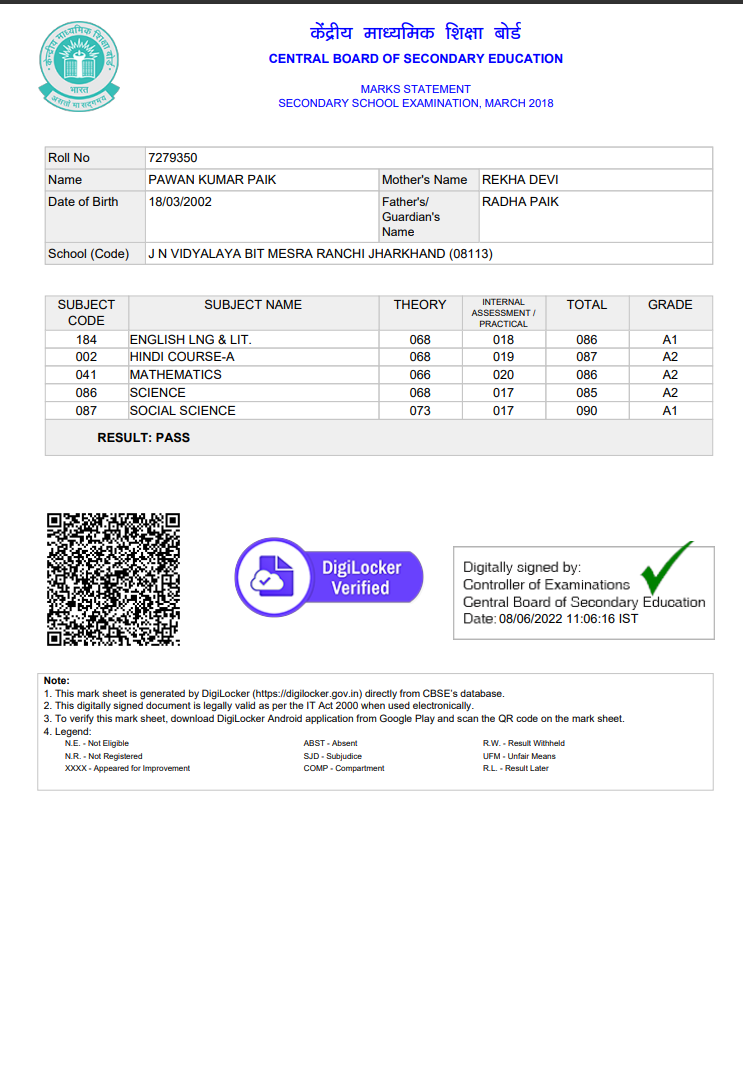 केन्द्रीय माध्यमिक शिक्षा बोर्ड
भारत
असतो मा सद्गमय
केंद्रीय माध्यमिक शिक्षा बोर्ड
CENTRAL BOARD OF SECONDARY EDUCATION
MARKS STATEMENT
SECONDARY SCHOOL EXAMINATION, MARCH 2018
Roll No 7279350
Name PAWAN KUMAR PAIK Mother's Name REKHA DEVI
Date of Birth 18/03/2002 Father's/ Guardian's Name RADHA PAIK
School (Code) J N VIDYALAYA BIT MESRA RANCHI JHARKHAND (08113)
SUBJECT CODE SUBJECT NAME THEORY INTERNAL ASSESSMENT / PRACTICAL TOTAL GRADE
184 ENGLISH LNG & LIT. 068 018 086 A1
002 HINDI COURSE-A 068 019 087 A2
041 MATHEMATICS 066 020 086 A2
086 SCIENCE 068 017 085 A2
087 SOCIAL SCIENCE 073 017 090 A1
RESULT: PASS
DigiLocker
Verified
Digitally signed by:
Controller of Examinations
Central Board of Secondary Education
Date: 08/06/2022 11:06:16 IST
Note:
1. This mark sheet is generated by DigiLocker (https://digilocker.gov.in) directly from CBSE's database.
2. This digitally signed document is legally valid as per the IT Act 2000 when used electronically.
3. To verify this mark sheet, download DigiLocker Android application from Google Play and scan the QR code on the mark sheet.
4. Legend:
N.E. - Not Eligible ABST - Absent R.W. - Result Withheld
N.R. - Not Registered SJD - Subjudice UFM - Unfair Means
XXXX - Appeared for Improvement COMP - Compartment R.L. - Result Later